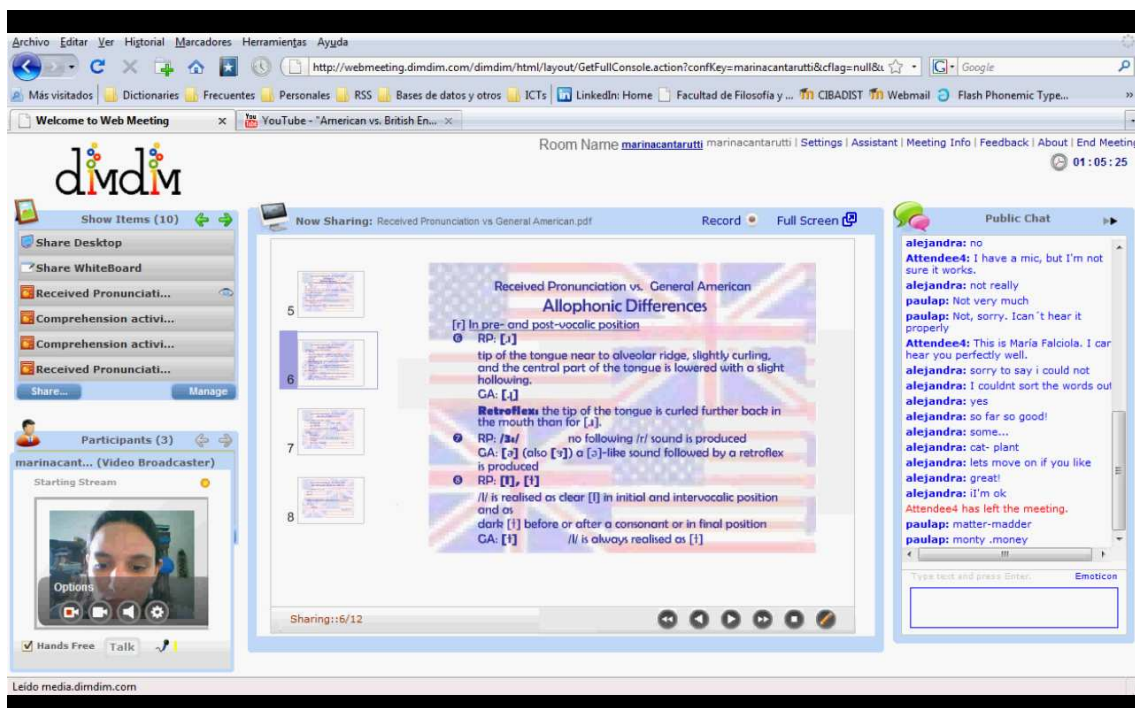 Archivo Editar Ver Historial Marcadores Herramientas Ayuda
http://webmeeting.dimdim.com/dimdim/html/layout/GetFullConsole.action?confKey=marinacantarutti&cflag=null& Google
Más visitados Dictionaries Frecuentes Personales RSS Bases de datos y otros ICTs LinkedIn: Home Facultad de Filosofía y ... CIBADIST Webmail Flash Phonemic Type...
Welcome to Web Meeting YouTube - "American vs. British En...
dimdim
Room Name marinacantarutti marinacantarutti | Settings | Assistant | Meeting Info | Feedback | About | End Meeting
01:05:25
Show Items (10)
Share Desktop
Share WhiteBoard
Received Pronunciati...
Comprehension activi...
Comprehension activi...
Received Pronunciati...
Share... Manage
Participants (3)
marinacant... (Video Broadcaster)
Starting Stream
Options
Hands Free Talk
Now Sharing: Received Pronunciation vs General American.pdf Record Full Screen
5
6
7
8
Received Pronunciation vs. General American
Allophonic Differences
[r] In pre- and post-vocalic position
6 RP: [ɹ]
tip of the tongue near to alveolar ridge, slightly curling,
and the central part of the tongue is lowered with a slight
hollowing.
GA: [ɻ]
Retroflex: the tip of the tongue is curled further back in
the mouth than for [ɹ].
7 RP: no following /r/ sound is produced
GA: (also a [ə]-like sound followed by a retroflex
is produced
8 RP: [l], [ɫ]
/l/ is realised as clear [l] in initial and intervocalic position
and as
dark [ɫ] before or after a consonant or in final position
GA: [ɫ] /l/ is always realised as [ɫ]
Sharing::6/12
Public Chat
alejandra: no
Attendee4: I have a mic, but I'm not
sure it works.
alejandra: not really
paulap: Not very much
paulap: Not, sorry. Ican´t hear it
properly
Attendee4: This is María Falciola. I can
hear you perfectly well.
alejandra: sorry to say i could not
alejandra: I couldnt sort the words out
alejandra: yes
alejandra: so far so good!
alejandra: some...
alejandra: cat- plant
alejandra: lets move on if you like
alejandra: great!
alejandra: iI'm ok
Attendee4 has left the meeting.
paulap: matter-madder
paulap: monty .money
Type text and press Enter. Emoticon
Leído media.dimdim.com